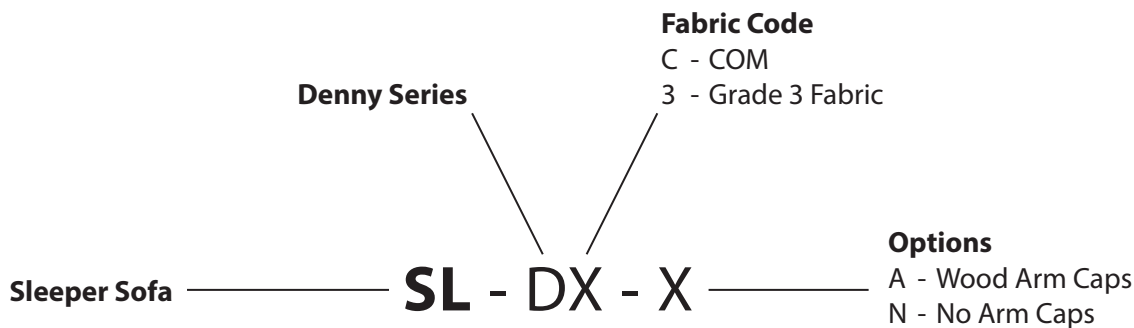 Fabric Code
C - COM
3 - Grade 3 Fabric
Denny Series
Sleeper Sofa
SL - DX - X
Options
A - Wood Arm Caps
N - No Arm Caps